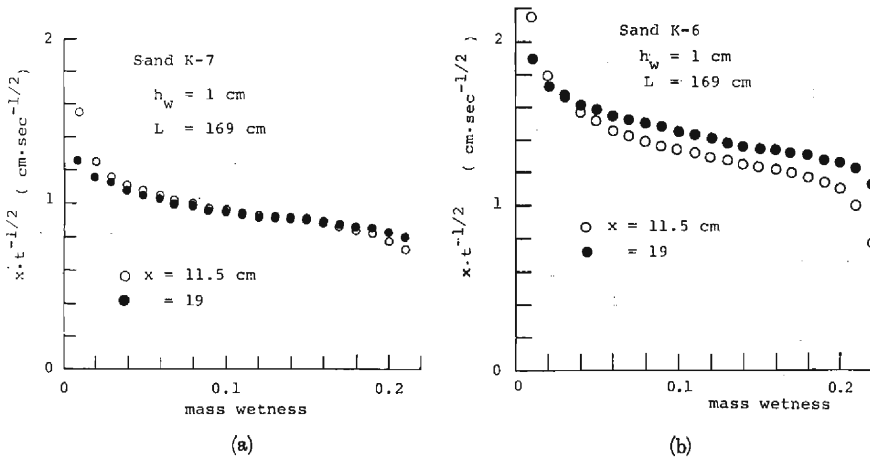 2
1
0
x·t⁻¹/² ( cm·sec⁻¹/²)
Sand K-7
h_w = 1 cm
L = 169 cm
○ x = 11.5 cm
● = 19
0
0.1
0.2
mass wetness
(a)
2
1
0
x·t⁻¹/² ( cm·sec⁻¹/²)
Sand K-6
h_w = 1 cm
L = 169 cm
○ x = 11.5 cm
● = 19
0
0.1
0.2
mass wetness
(b)